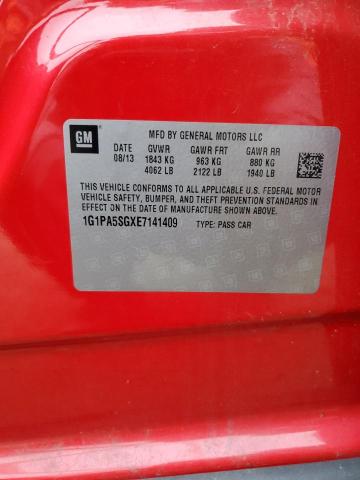 GM
MFD BY GENERAL MOTORS LLC
DATE GVWR GAWR FRT GAWR RR
08/13 1843 KG 963 KG 880 KG
4062 LB 2122 LB 1940 LB
THIS VEHICLE CONFORMS TO ALL APPLICABLE U.S. FEDERAL MOTOR
VEHICLE SAFETY, BUMPER, AND THEFT PREVENTION STANDARDS IN
EFFECT ON THE DATE OF MANUFACTURE SHOWN ABOVE.
1G1PA5SGXE7141409 TYPE: PASS CAR